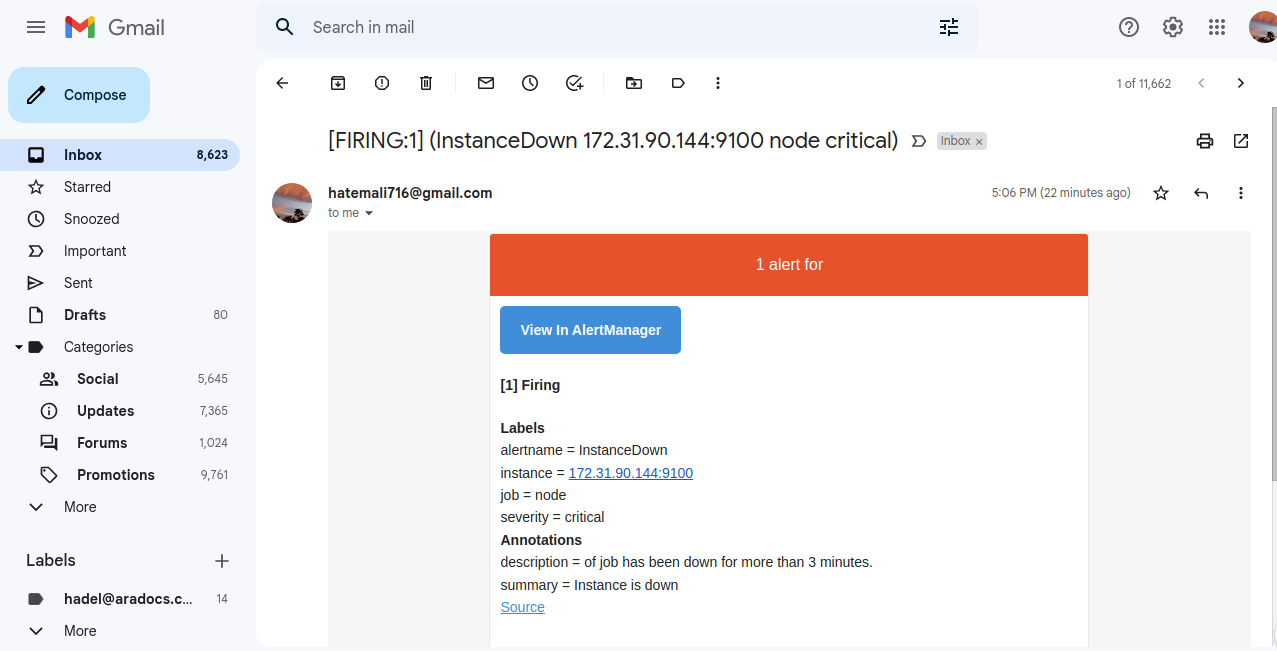 Gmail
Search in mail
Compose
1 of 11,662
Inbox 8,623
Starred
Snoozed
Important
Sent
Drafts 80
Categories
Social 5,645
Updates 7,365
Forums 1,024
Promotions 9,761
More
Labels
hadel@aradocs.c... 14
More
[FIRING:1] (InstanceDown 172.31.90.144:9100 node critical)
Inbox ×
hatemali716@gmail.com
5:06 PM (22 minutes ago)
to me
1 alert for
View In AlertManager
[1] Firing
Labels
alertname = InstanceDown
instance = 172.31.90.144:9100
job = node
severity = critical
Annotations
description = of job has been down for more than 3 minutes.
summary = Instance is down
Source